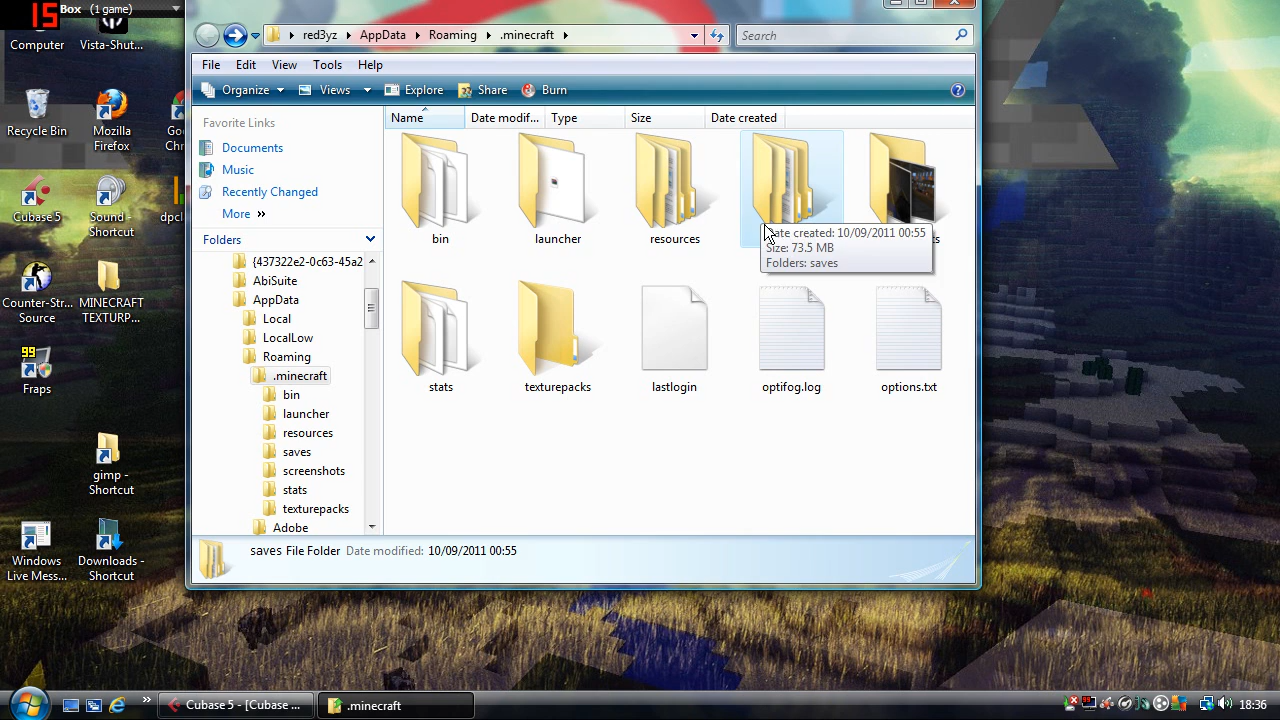 15
Box (1 game)
Computer
Vista-Shut...
Recycle Bin
Mozilla
Firefox
Cubase 5
Sound -
Shortcut
Counter-Str...
Source
MINECRAFT
TEXTURP...
99
Fraps
gimp -
Shortcut
Windows
Live Mess...
Downloads -
Shortcut
red3yz
AppData
Roaming
.minecraft
Search
File
Edit
View
Tools
Help
Organize
Views
Explore
Share
Burn
Favorite Links
Documents
Music
Recently Changed
More »
Folders
{437322e2-0c63-45a2
AbiSuite
AppData
Local
LocalLow
Roaming
.minecraft
bin
launcher
resources
saves
screenshots
stats
texturepacks
Adobe
Name
Date modif...
Type
Size
Date created
bin
launcher
resources
Date created: 10/09/2011 00:55
Size: 73.5 MB
Folders: saves
stats
texturepacks
lastlogin
optifog.log
options.txt
saves File Folder Date modified: 10/09/2011 00:55
Cubase 5 - [Cubase ...
.minecraft
18:36